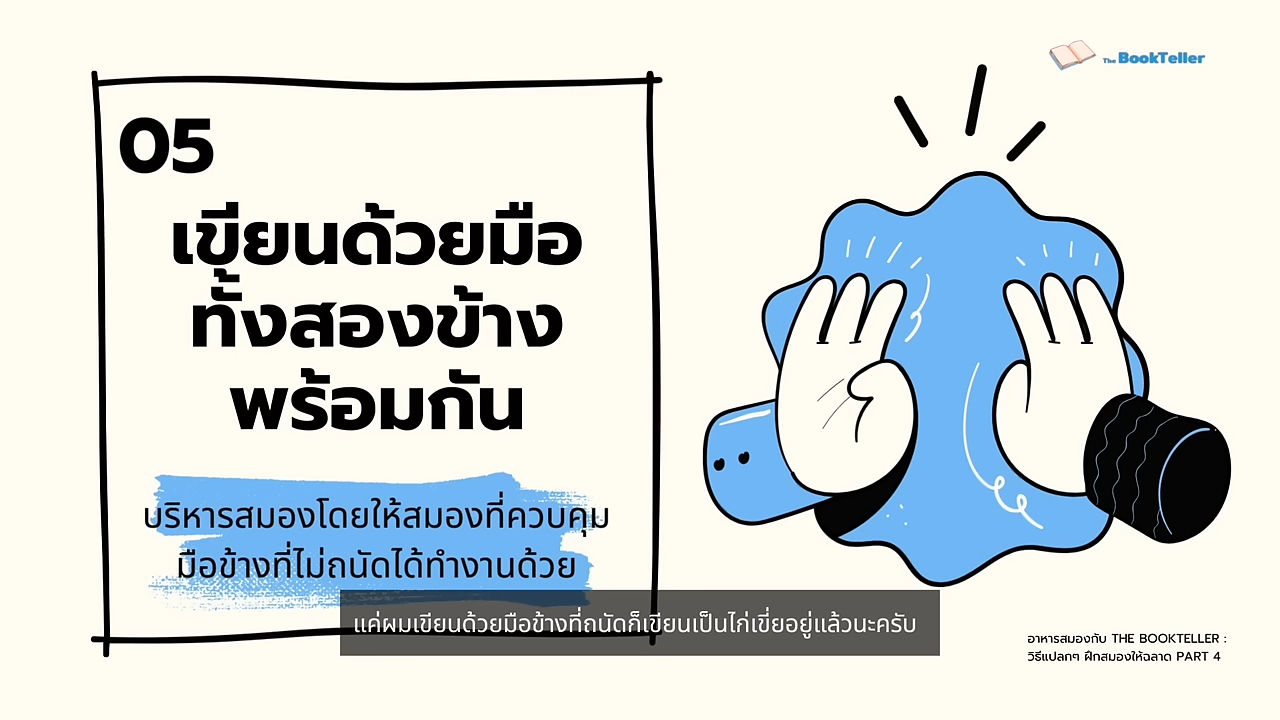 The BookTeller
05
เขียนด้วยมือ
ทั้งสองข้าง
พร้อมกัน
บริหารสมองโดยให้สมองที่ควบคุม
มือข้างที่ไม่ถนัดได้ทำงานด้วย
แค่ผมเขียนด้วยมือข้างที่ถนัดก็เขียนเป็นไก่เขี่ยอยู่แล้วนะครับ
อาหารสมองกับ THE BOOKTELLER :
วิธีแปลกๆ ฝึกสมองให้ฉลาด PART 4